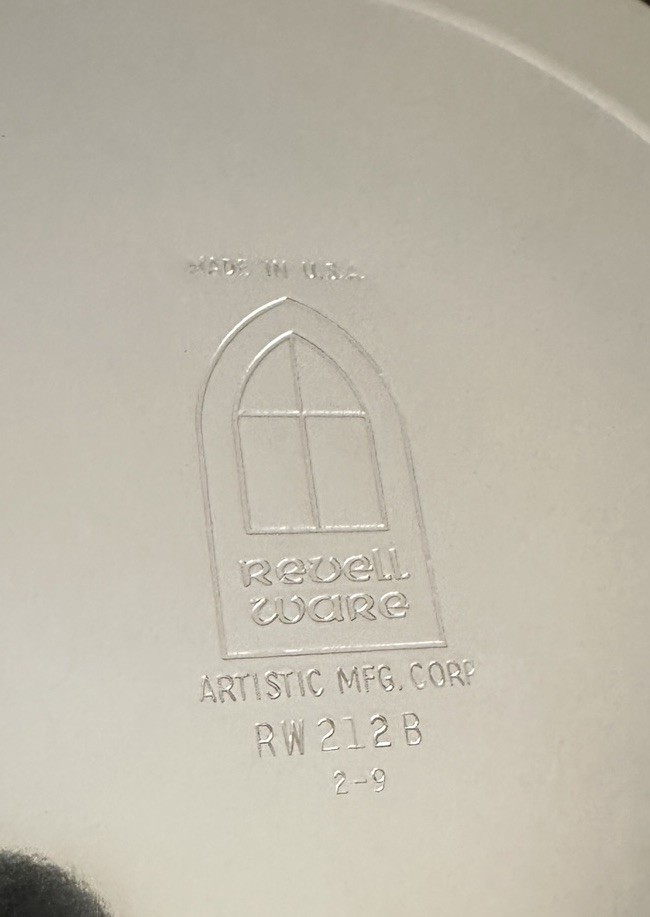 MADE IN U.S.A.
Revell
Ware
ARTISTIC MFG. CORP
RW 212 B
2-9